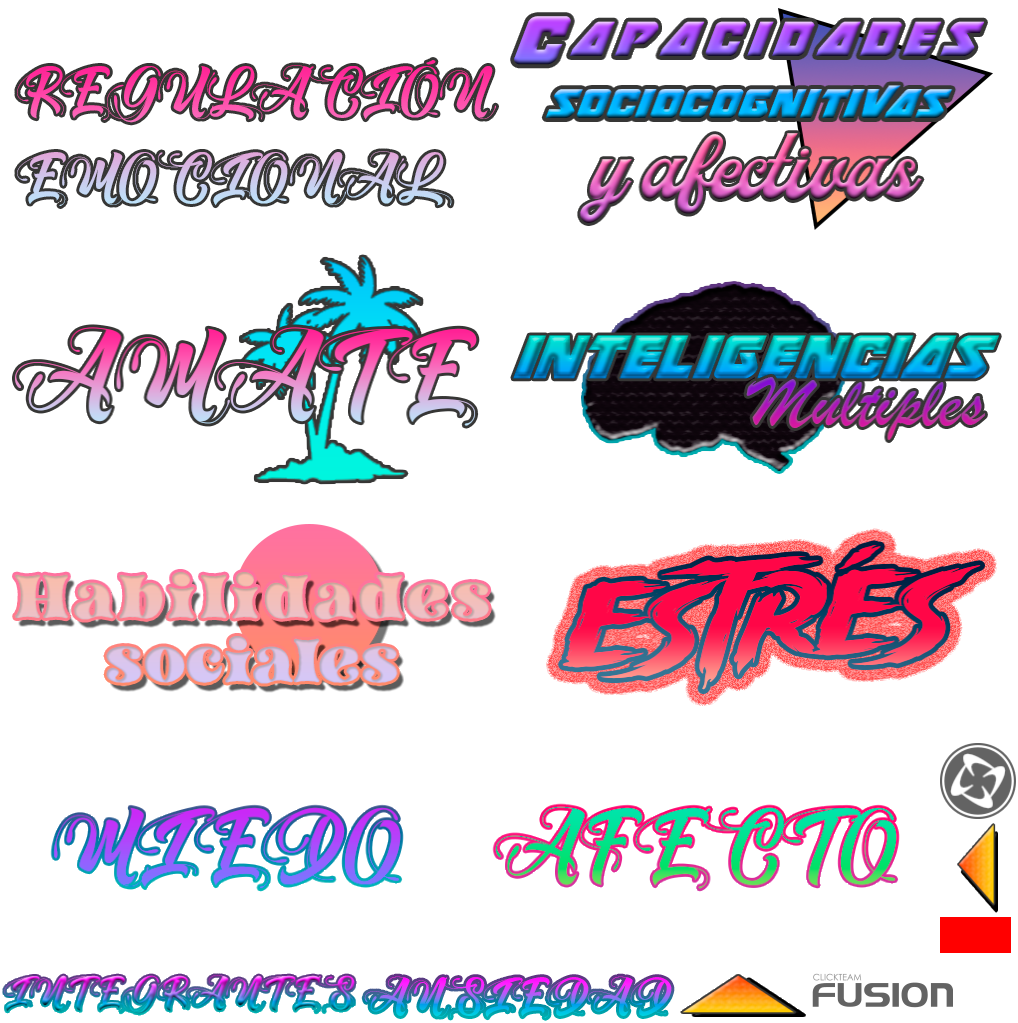 REGULACIÓN
EMOCIONAL
CAPACIDADES
SOCIOCOGNITIVAS
y afectivas
AMATE
INTELIGENCIAS
Multiples
Habilidades
sociales
ESTRÉS
MIEDO
AFECTO
INTEGRANTES
ANSIEDAD
CLICKTEAM
FUSION